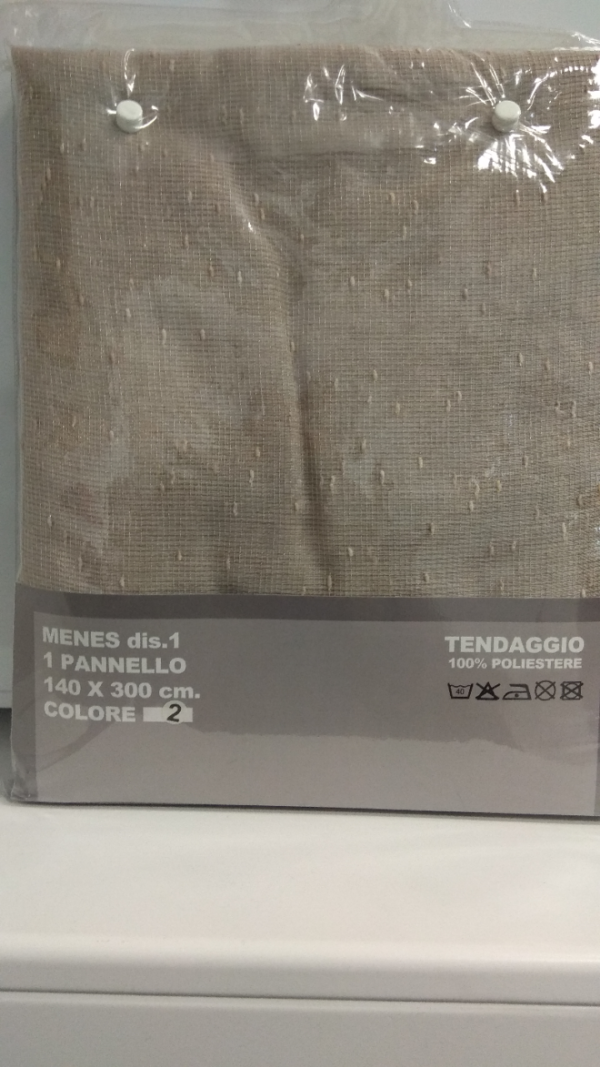 MENES dis.1
1 PANNELLO
140 X 300 cm.
COLORE 2
TENDAGGIO
100% POLIESTERE